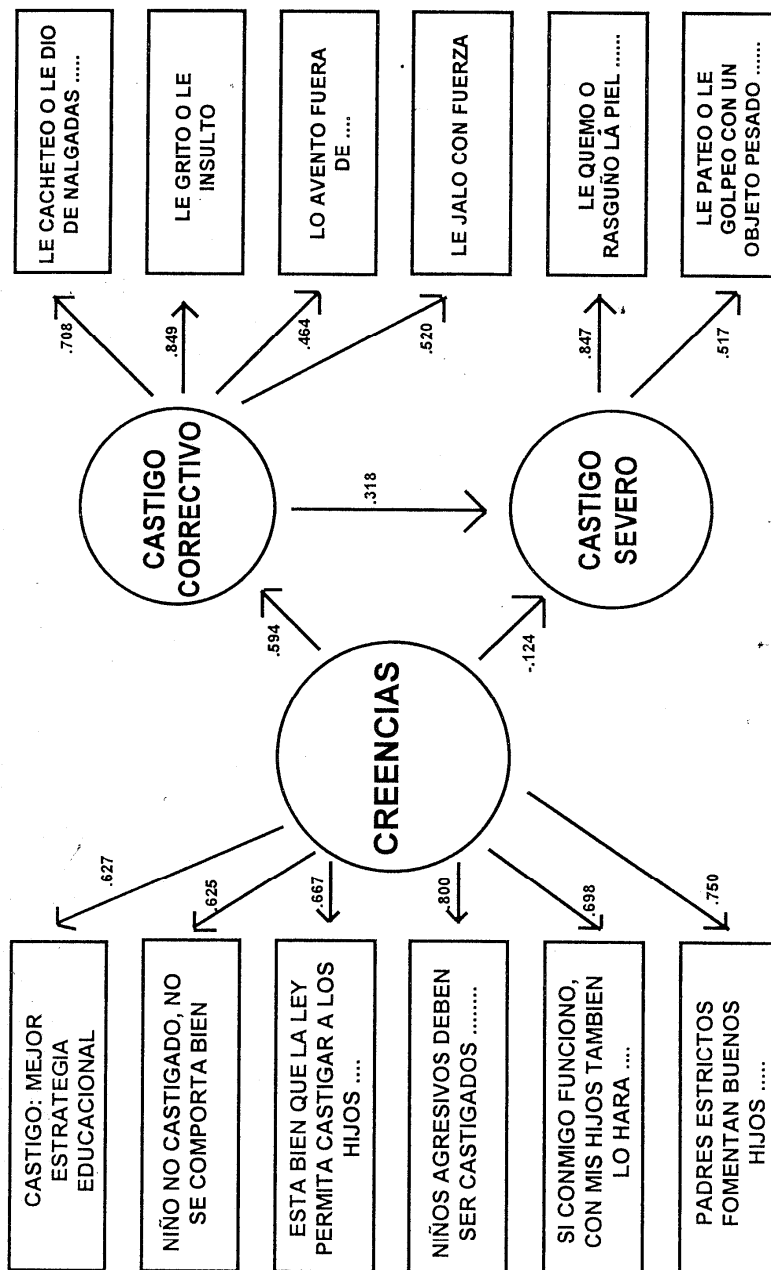 CASTIGO: MEJOR
ESTRATEGIA
EDUCACIONAL
NIÑO NO CASTIGADO, NO
SE COMPORTA BIEN
ESTA BIEN QUE LA LEY
PERMITA CASTIGAR A LOS
HIJOS ....
NIÑOS AGRESIVOS DEBEN
SER CASTIGADOS ........
SI CONMIGO FUNCIONO,
CON MIS HIJOS TAMBIEN
LO HARA ....
PADRES ESTRICTOS
FOMENTAN BUENOS
HIJOS .....
.627
.625
.667
.800
.698
.750
CREENCIAS
.594
-.124
CASTIGO
CORRECTIVO
.318
CASTIGO
SEVERO
.708
.849
.464
.520
.847
.517
LE CACHETEO O LE DIO
DE NALGADAS .....
LE GRITO O LE
INSULTO
LO AVENTO FUERA
DE ....
LE JALO CON FUERZA
LE QUEMO O
RASGUÑO LA PIEL ......
LE PATEO O LE
GOLPEO CON UN
OBJETO PESADO ......